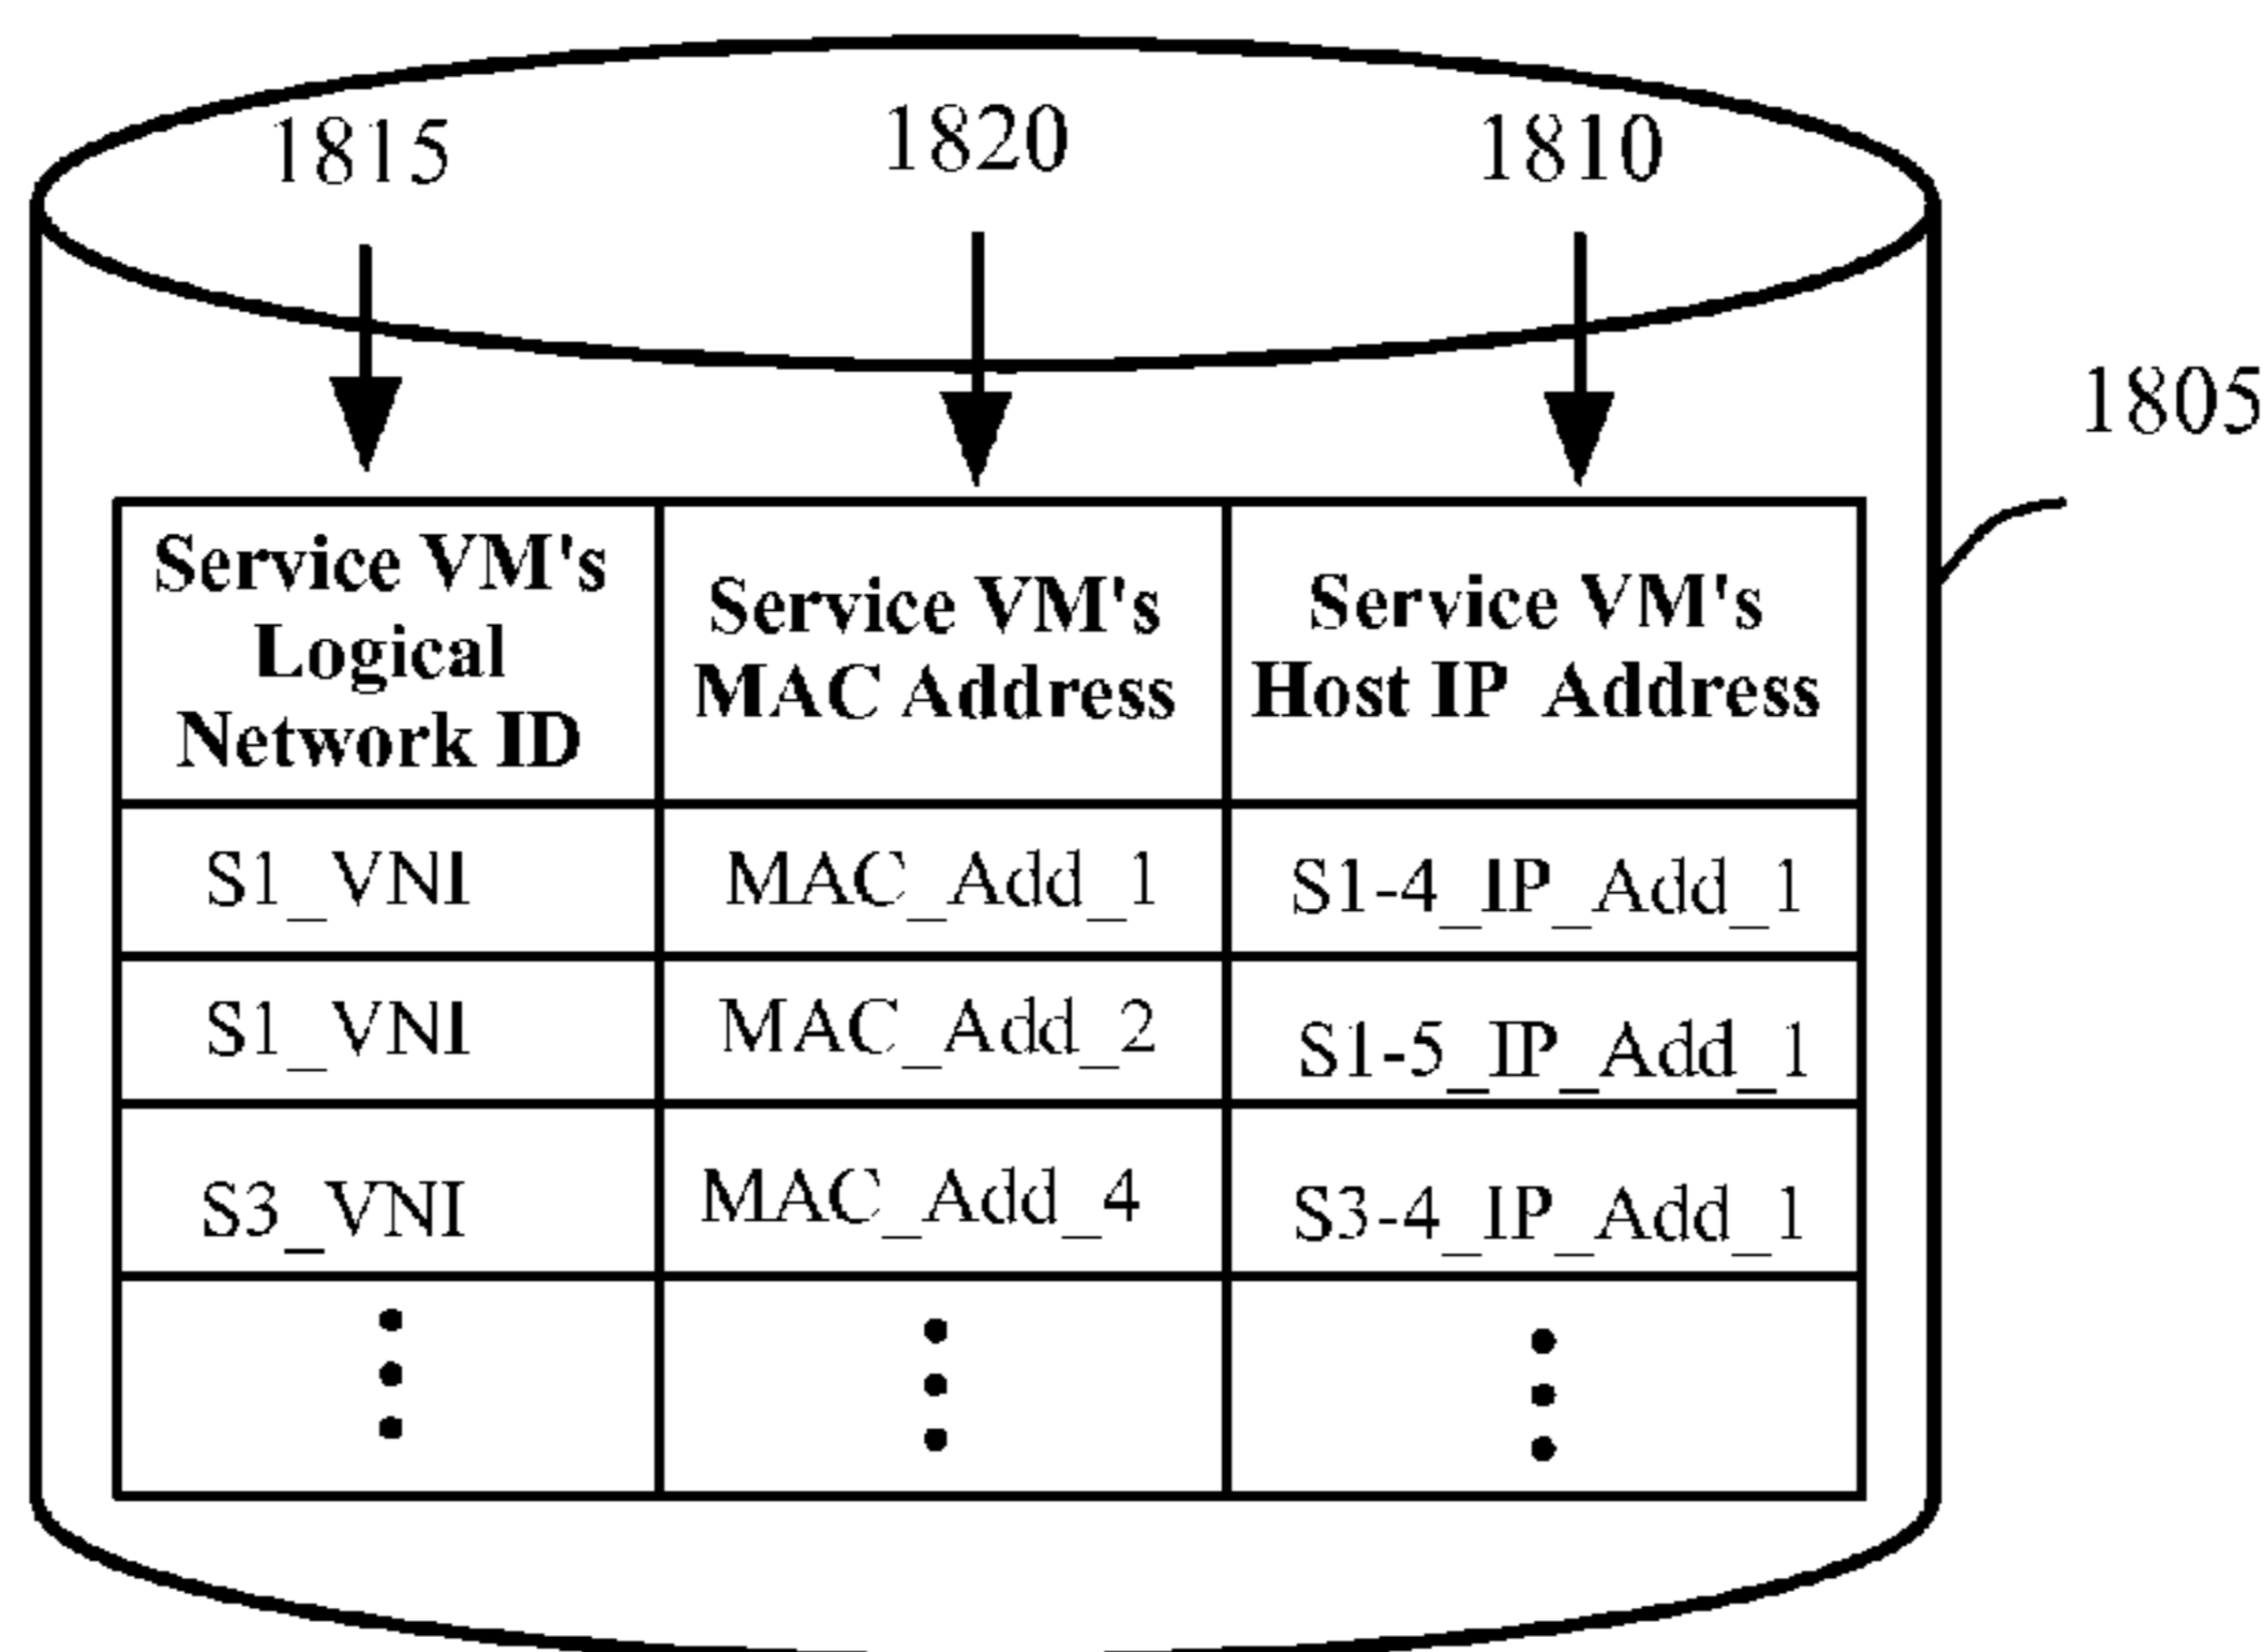 1815 1820 1810
1805
Service VM's
Logical
Network ID
Service VM's
MAC Address
Service VM's
Host IP Address
S1_VNI MAC_Add_1 S1-4_IP_Add_1
S1_VNI MAC_Add_2 S1-5_IP_Add_1
S3_VNI MAC_Add_4 S3-4_IP_Add_1